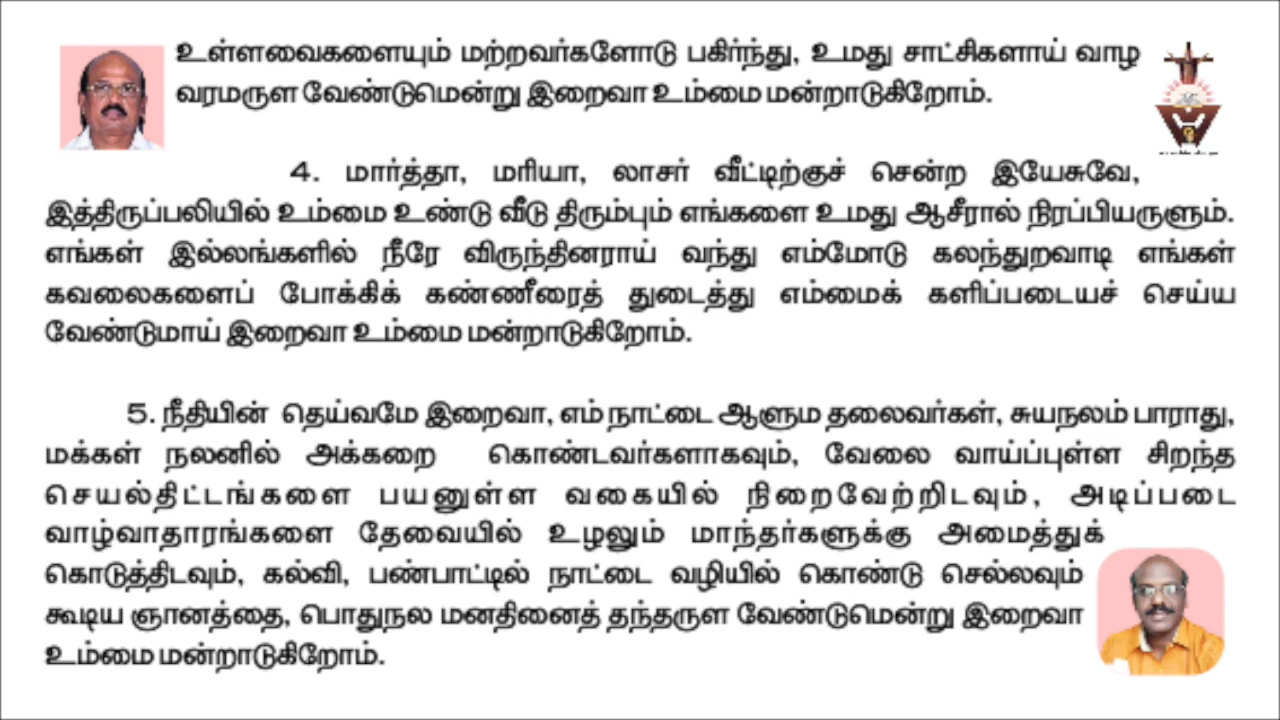 உள்ளவைகளையும் மற்றவர்களோடு பகிர்ந்து, உமது சாட்சிகளாய் வாழ
வரமருள வேண்டுமென்று இறைவா உம்மை மன்றாடுகிறோம்.
4. மார்த்தா, மரியா, லாசர் வீட்டிற்குச் சென்ற இயேசுவே,
இத்திருப்பலியில் உம்மை உண்டு வீடு திரும்பும் எங்களை உமது ஆசீரால் நிரப்பியருளும்.
எங்கள் இல்லங்களில் நீரே விருந்தினராய் வந்து எம்மோடு கலந்துறவாடி எங்கள்
கவலைகளைப் போக்கிக் கண்ணீரைத் துடைத்து எம்மைக் களிப்படையச் செய்ய
வேண்டுமாய் இறைவா உம்மை மன்றாடுகிறோம்.
5. நீதியின் தெய்வமே இறைவா, எம் நாட்டை ஆளும தலைவர்கள், சுயநலம் பாராது,
மக்கள் நலனில் அக்கறை கொண்டவர்களாகவும், வேலை வாய்ப்புள்ள சிறந்த
செயல்திட்டங்களை பயனுள்ள வகையில் நிறைவேற்றிடவும், அடிப்படை
வாழ்வாதாரங்களை தேவையில் உழலும் மாந்தர்களுக்கு அமைத்துக்
கொடுத்திடவும், கல்வி, பண்பாட்டில் நாட்டை வழியில் கொண்டு செல்லவும்
கூடிய ஞானத்தை, பொதுநல மனதினைத் தந்தருள வேண்டுமென்று இறைவா
உம்மை மன்றாடுகிறோம்.